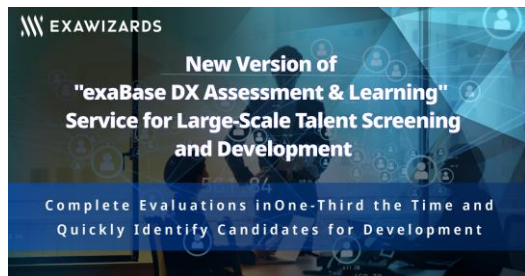 EXAWIZARDS
New Version of
"exaBase DX Assessment & Learning"
Service for Large-Scale Talent Screening
and Development
Complete Evaluations inOne-Third the Time and
Quickly Identify Candidates for Development